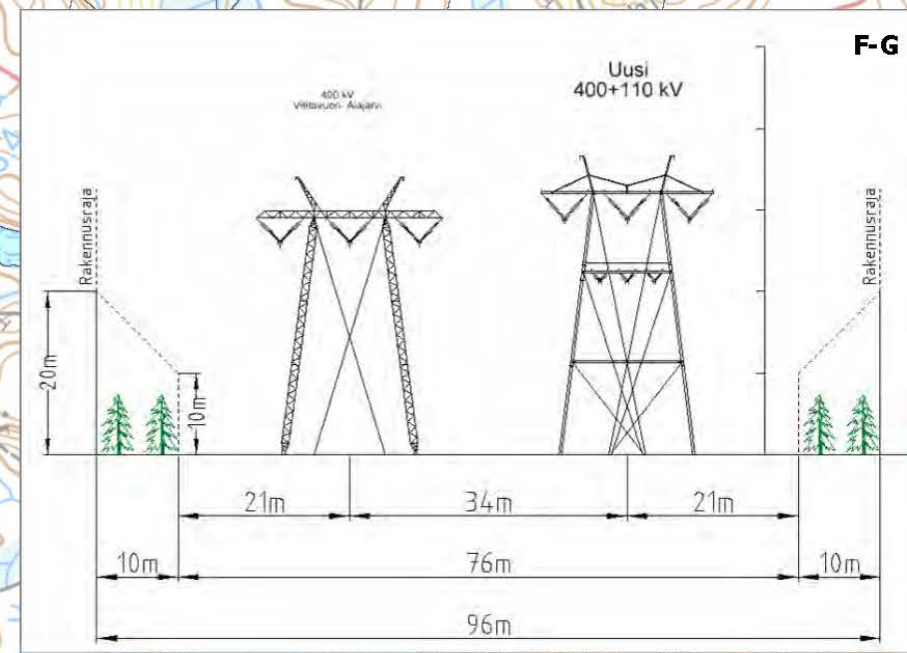 F-G
Uusi
400+110 kV
400 kV
Rakennusraja
Rakennusraja
20m
10m
21m
34m
21m
10m
76m
10m
96m